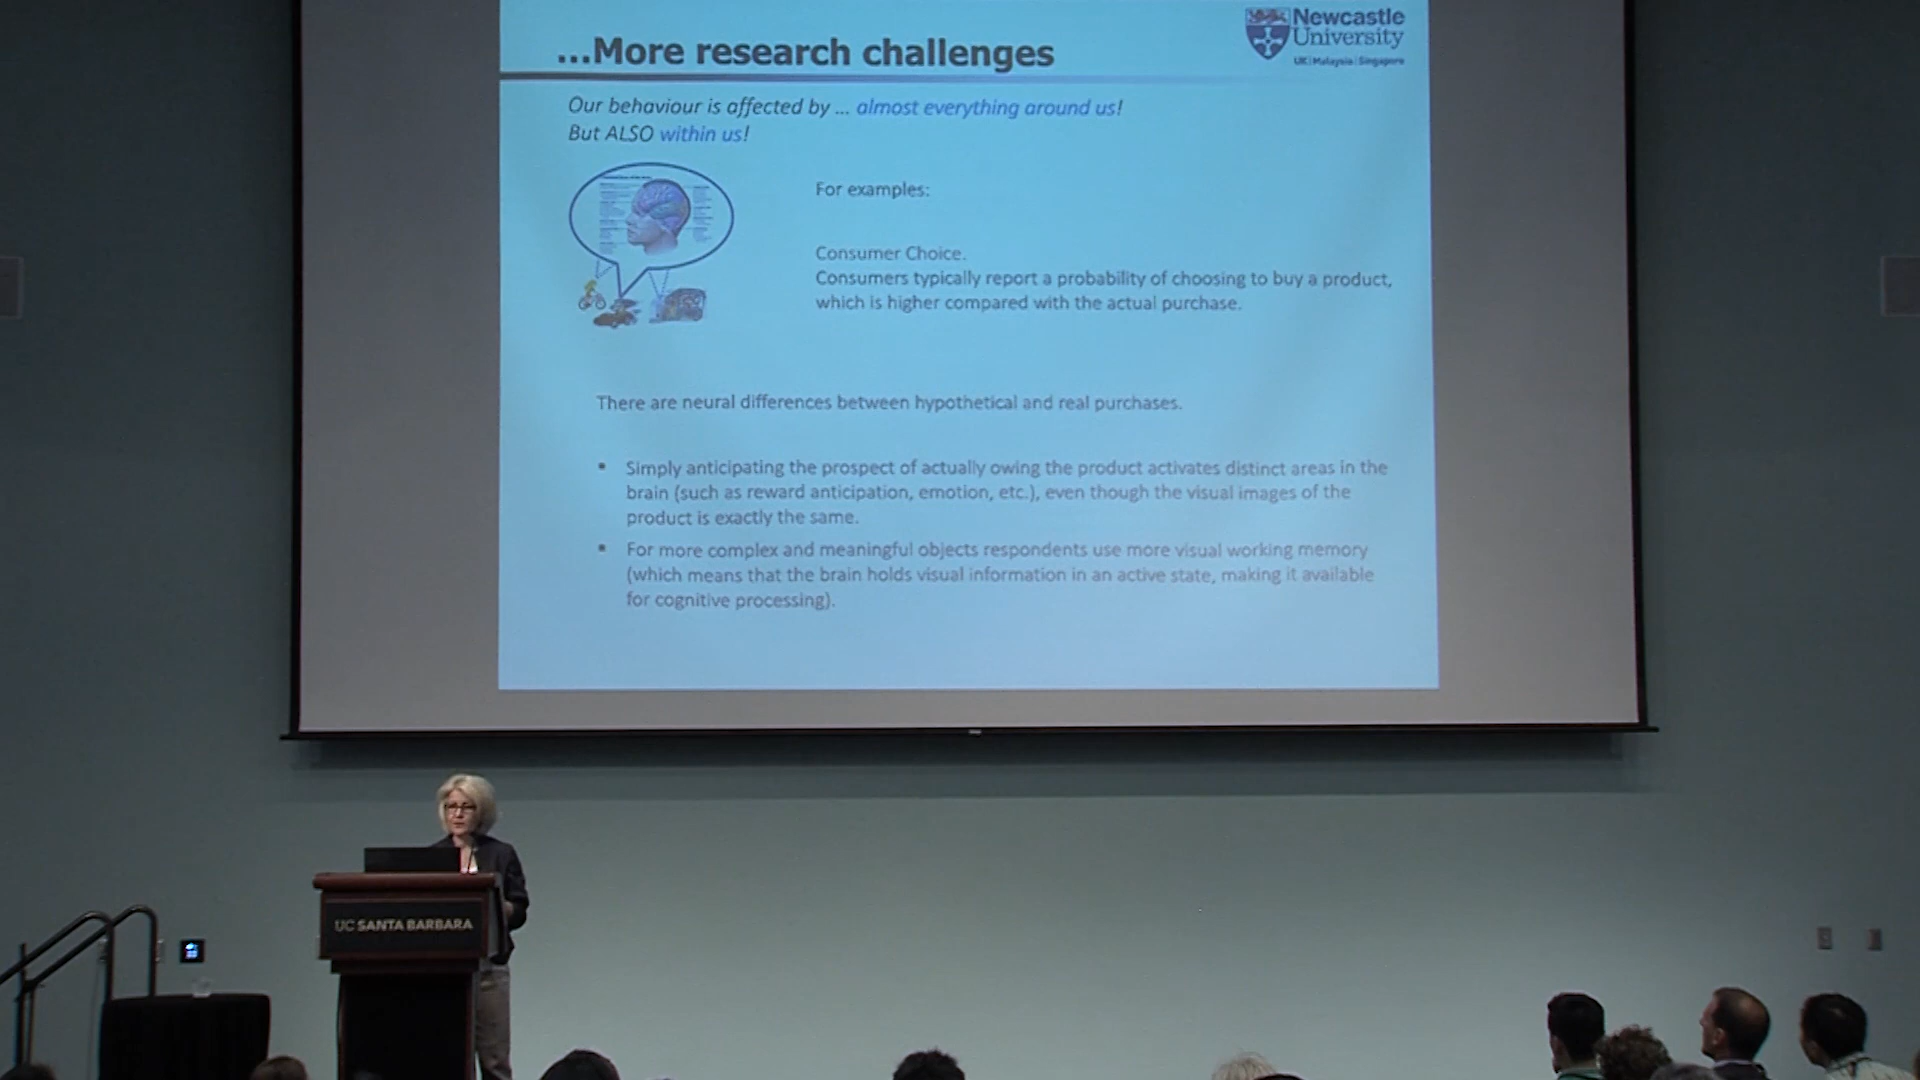 ...More research challenges
Newcastle
University
UK | Malaysia | Singapore
Our behaviour is affected by ... almost everything around us!
But ALSO within us!
For examples:
Consumer Choice.
Consumers typically report a probability of choosing to buy a product,
which is higher compared with the actual purchase.
There are neural differences between hypothetical and real purchases.
▪ Simply anticipating the prospect of actually owing the product activates distinct areas in the
brain (such as reward anticipation, emotion, etc.), even though the visual images of the
product is exactly the same.
▪ For more complex and meaningful objects respondents use more visual working memory
(which means that the brain holds visual information in an active state, making it available
for cognitive processing).
UC SANTA BARBARA